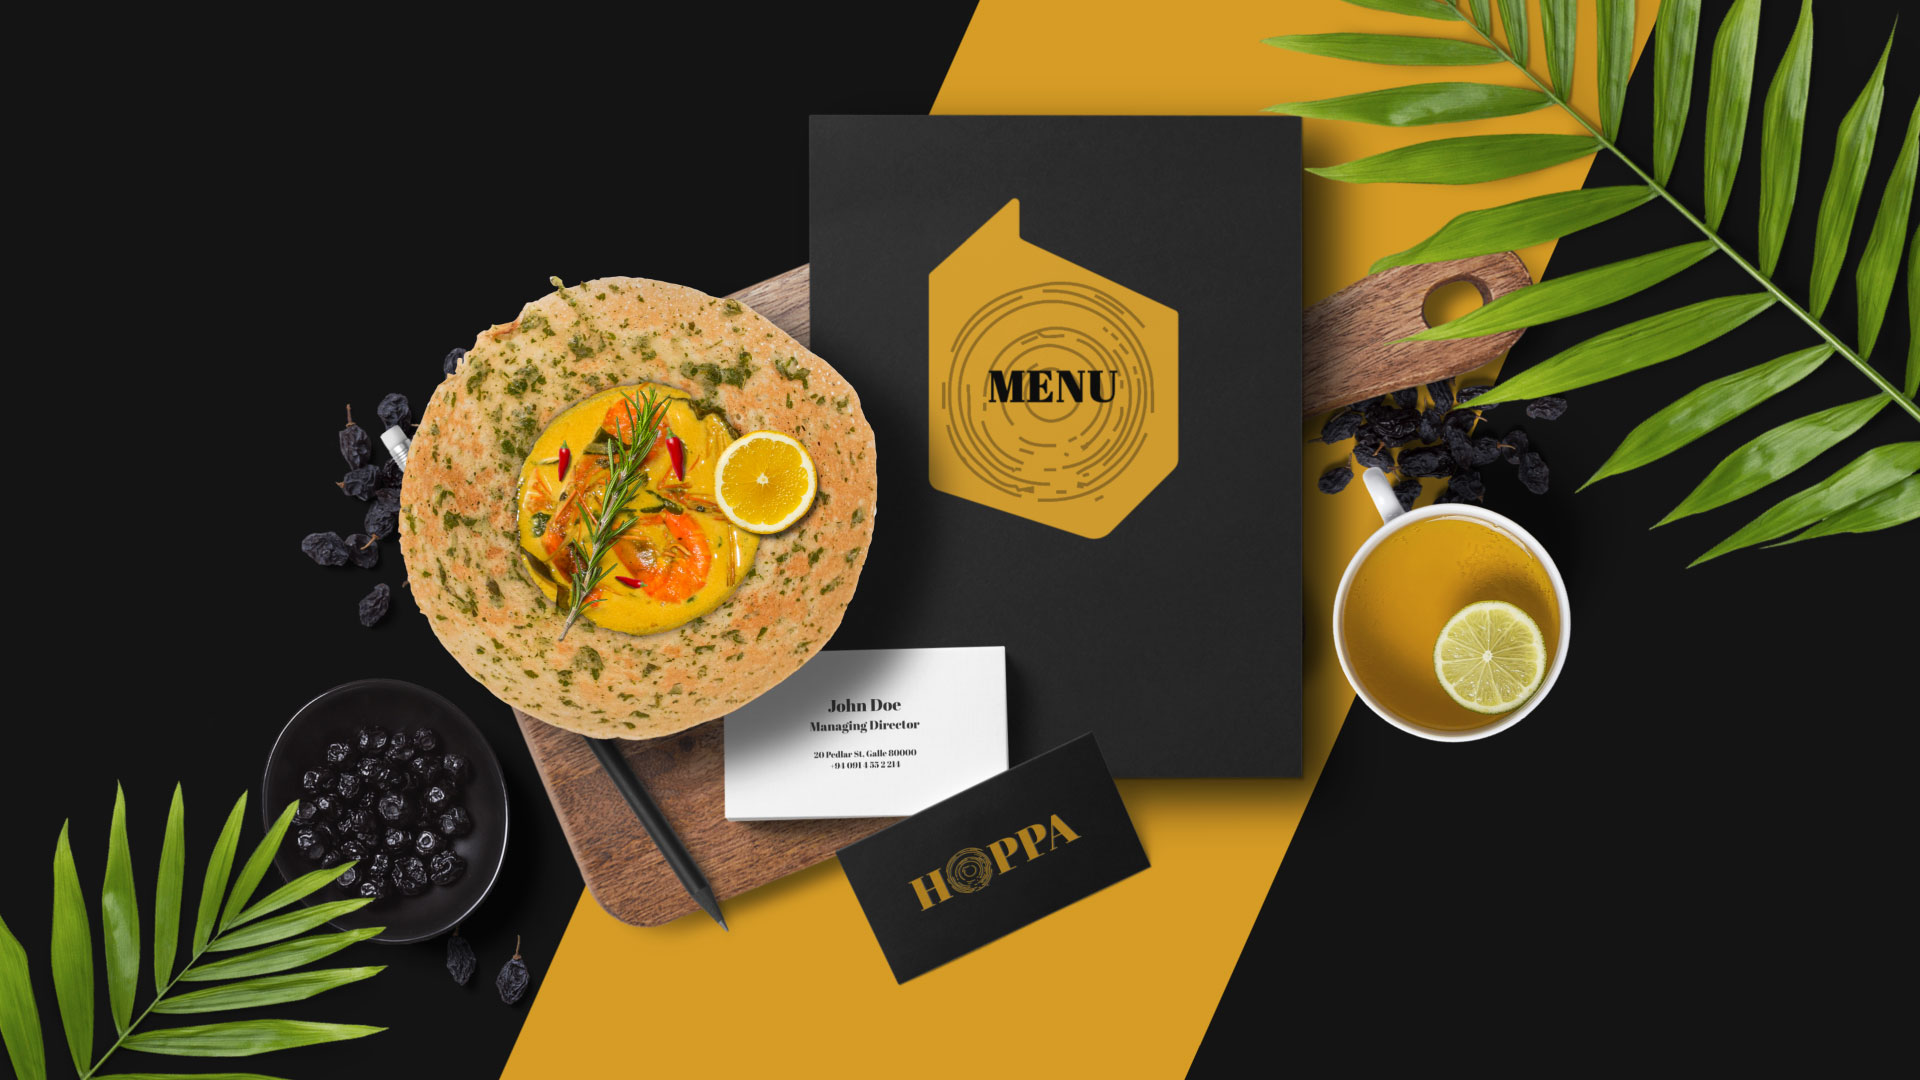 MENU
John Doe
Managing Director
20 Pedlar St. Galle 80000
+94 091 4 55 2 214
HOPPA